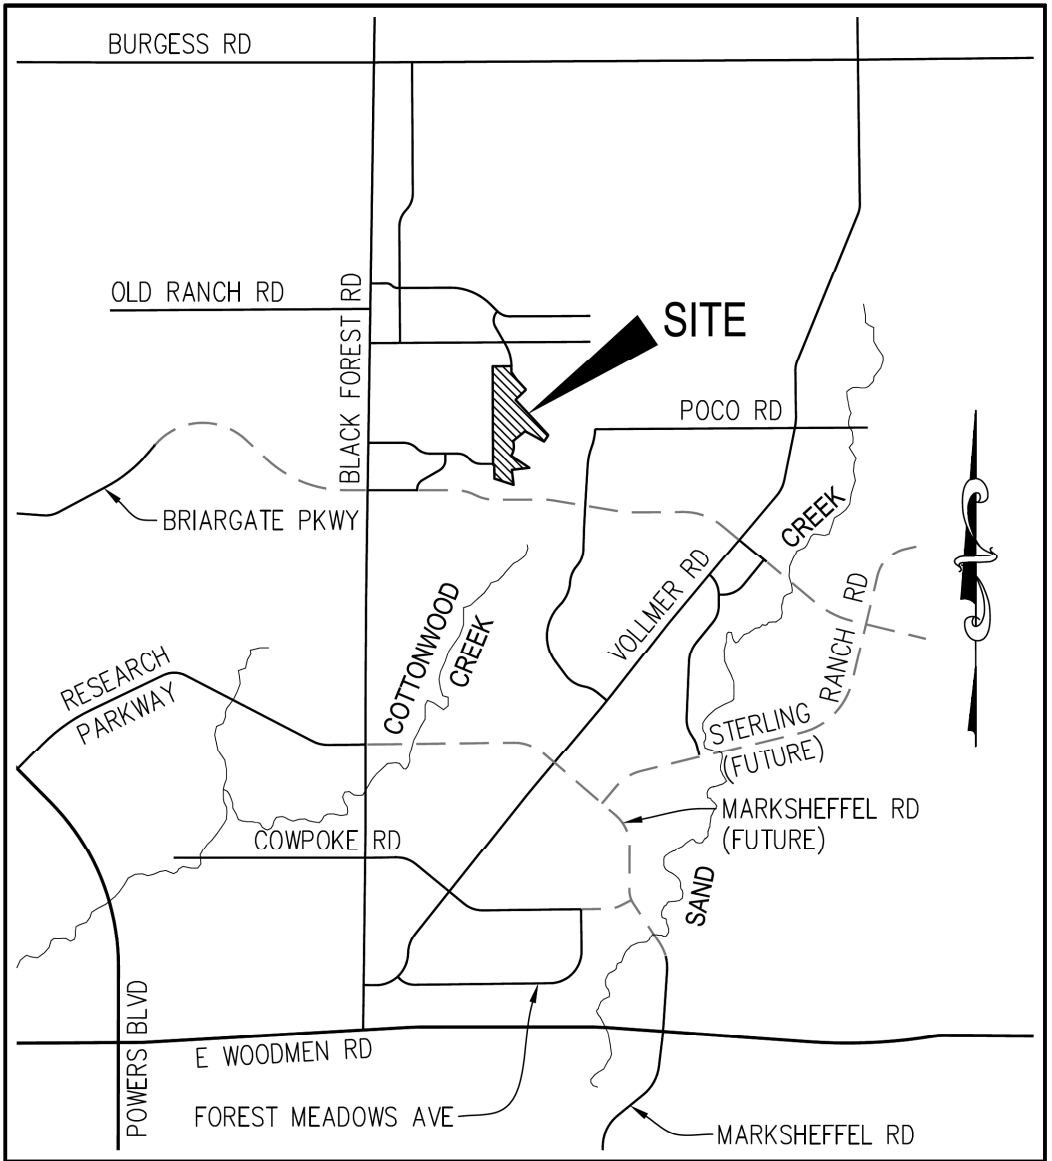 BURGESS RD
OLD RANCH RD
BLACK FOREST RD
SITE
POCO RD
BRIARGATE PKWY
CREEK
VOLLMER RD
RANCH RD
COTTONWOOD
CREEK
RESEARCH
PARKWAY
STERLING
(FUTURE)
MARKSHEFFEL RD
(FUTURE)
COWPOKE RD
SAND
POWERS BLVD
E WOODMEN RD
FOREST MEADOWS AVE
MARKSHEFFEL RD